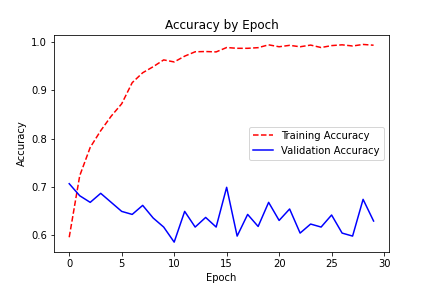 Accuracy by Epoch
1.0
0.9
0.8
0.7
0.6
Accuracy
Training Accuracy
Validation Accuracy
0 5 10 15 20 25 30
Epoch